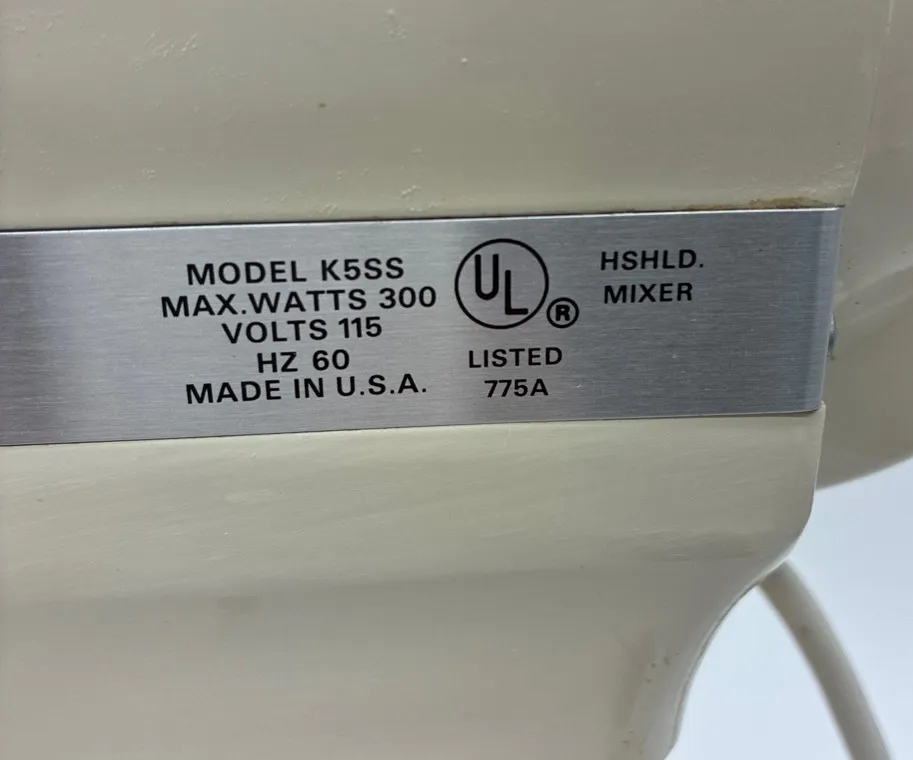 MODEL K5SS
MAX.WATTS 300
VOLTS 115
HZ 60
MADE IN U.S.A.
UL®
LISTED
775A
HSHLD.
MIXER